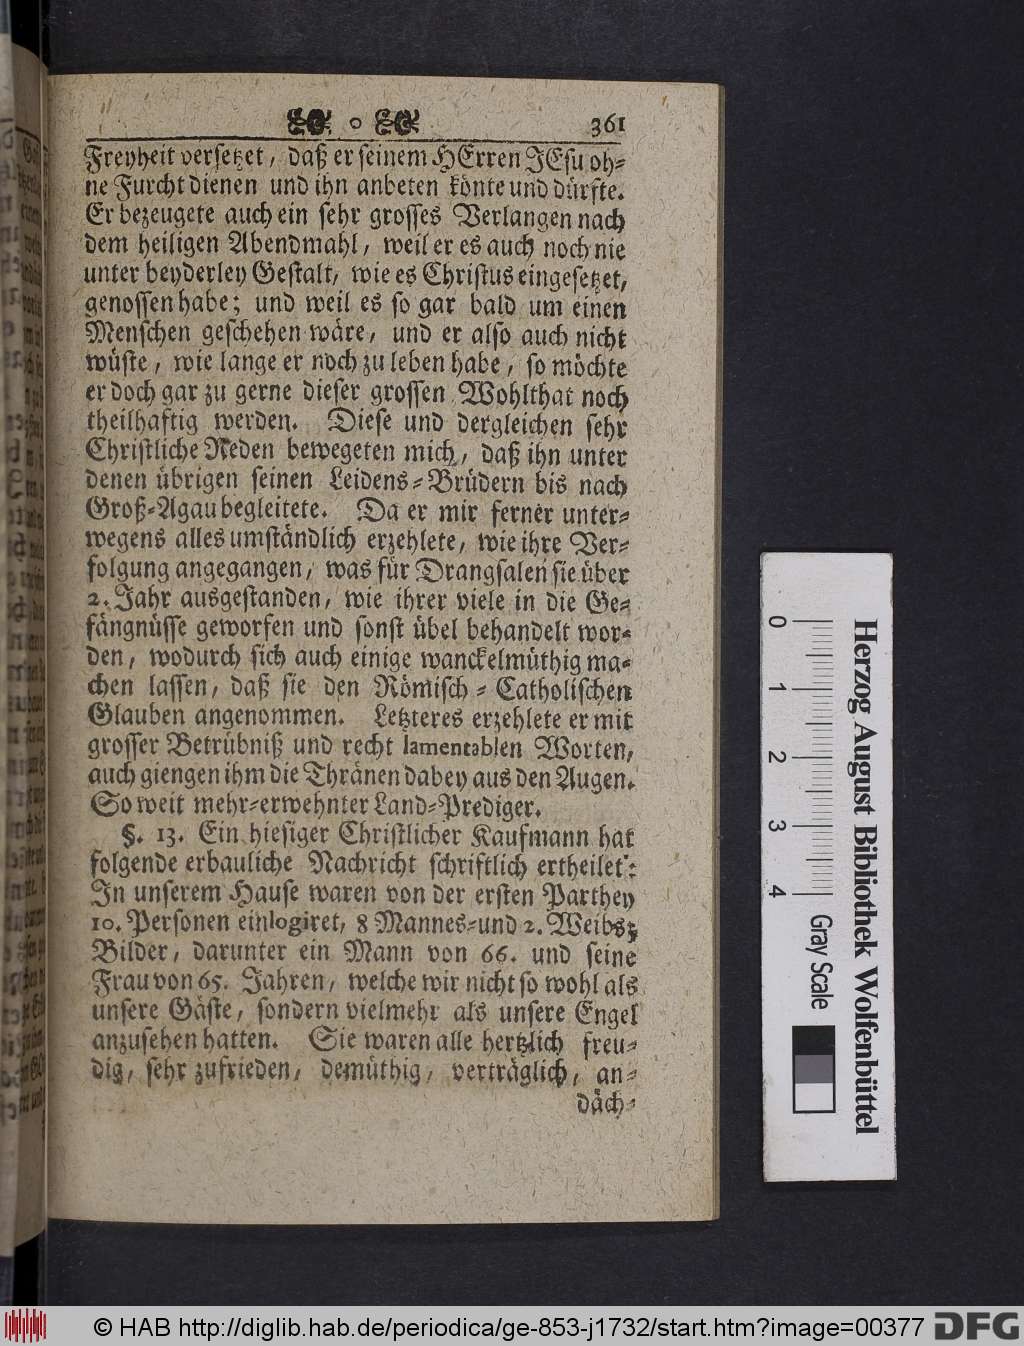 361
Freyheit versetzet, daß er seinem HErren JEsu oh-
ne Furcht dienen und ihn anbeten könte und dürfte.
Er bezeugete auch ein sehr grosses Verlangen nach
dem heiligen Abendmahl, weil er es auch noch nie
unter beyderley Gestalt, wie es Christus eingesetzet,
genossen habe; und weil es so gar bald um einen
Menschen geschehen wäre, und er also auch nicht
wüste, wie lange er noch zu leben habe, so möchte
er doch gar zu gerne dieser grossen Wohlthat noch
theilhaftig werden. Diese und dergleichen sehr
Christliche Reden bewegeten mich, daß ihn unter
denen übrigen seinen Leidens-Brüdern bis nach
Groß-Agau begleitete. Da er mir ferner unter-
wegens alles umständlich erzehlete, wie ihre Ver-
folgung angegangen, was für Drangsalen sie über
2. Jahr ausgestanden, wie ihrer viele in die Ge-
fängnüsse geworfen und sonst übel behandelt wor-
den, wodurch sich auch einige wanckelmüthig ma-
chen lassen, daß sie den Römisch-Catholischen
Glauben angenommen. Letzteres erzehlete er mit
grosser Betrübniß und recht lamentablen Worten,
auch giengen ihm die Thränen dabey aus den Augen.
So weit mehr-erwehnter Land-Prediger.
§. 13. Ein hiesiger Christlicher Kaufmann hat
folgende erbauliche Nachricht schriftlich ertheilet:
In unserem Hause waren von der ersten Parthey
10. Personen einlogiret, 8 Mannes-und 2. Weibs-
Bilder, darunter ein Mann von 66. und seine
Frau von 65. Jahren, welche wir nicht so wohl als
unsere Gäste, sondern vielmehr als unsere Engel
anzusehen hatten. Sie waren alle hertzlich freu-
dig, sehr zufrieden, demüthig, verträglich, an-
däch-
0 1 2 3 4 Gray Scale
Herzog August Bibliothek Wolfenbüttel
© HAB http://diglib.hab.de/periodica/ge-853-j1732/start.htm?image=00377
DFG